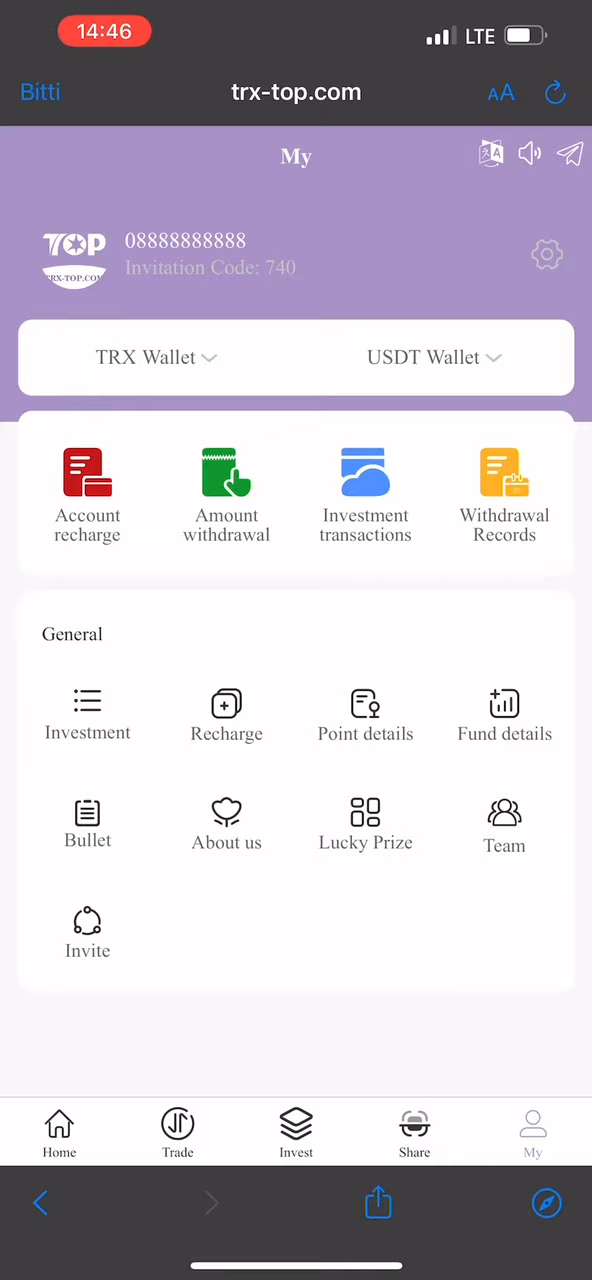 14:46
LTE
Bitti
trx-top.com
AA
My
TOP
TRX-TOP.COM
08888888888
Invitation Code: 740
TRX Wallet
USDT Wallet
Account recharge
Amount withdrawal
Investment transactions
Withdrawal Records
General
Investment
Recharge
Point details
Fund details
Bullet
About us
Lucky Prize
Team
Invite
Home
Trade
Invest
Share
My